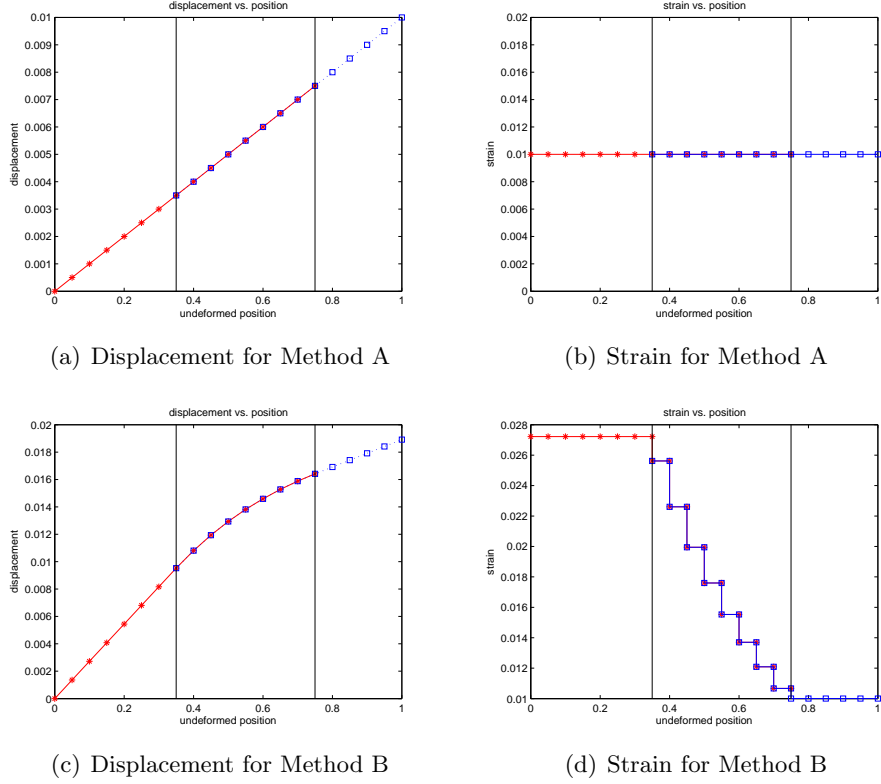 displacement vs. position
0.01
0.009
0.008
0.007
0.006
0.005
0.004
0.003
0.002
0.001
0
displacement
0 0.2 0.4 0.6 0.8 1
undeformed position
(a) Displacement for Method A
strain vs. position
0.02
0.018
0.016
0.014
0.012
0.01
0.008
0.006
0.004
0.002
0
strain
0 0.2 0.4 0.6 0.8 1
undeformed position
(b) Strain for Method A
displacement vs. position
0.02
0.018
0.016
0.014
0.012
0.01
0.008
0.006
0.004
0.002
0
displacement
0 0.2 0.4 0.6 0.8 1
undeformed position
(c) Displacement for Method B
strain vs. position
0.028
0.026
0.024
0.022
0.02
0.018
0.016
0.014
0.012
0.01
strain
0 0.2 0.4 0.6 0.8 1
undeformed position
(d) Strain for Method B